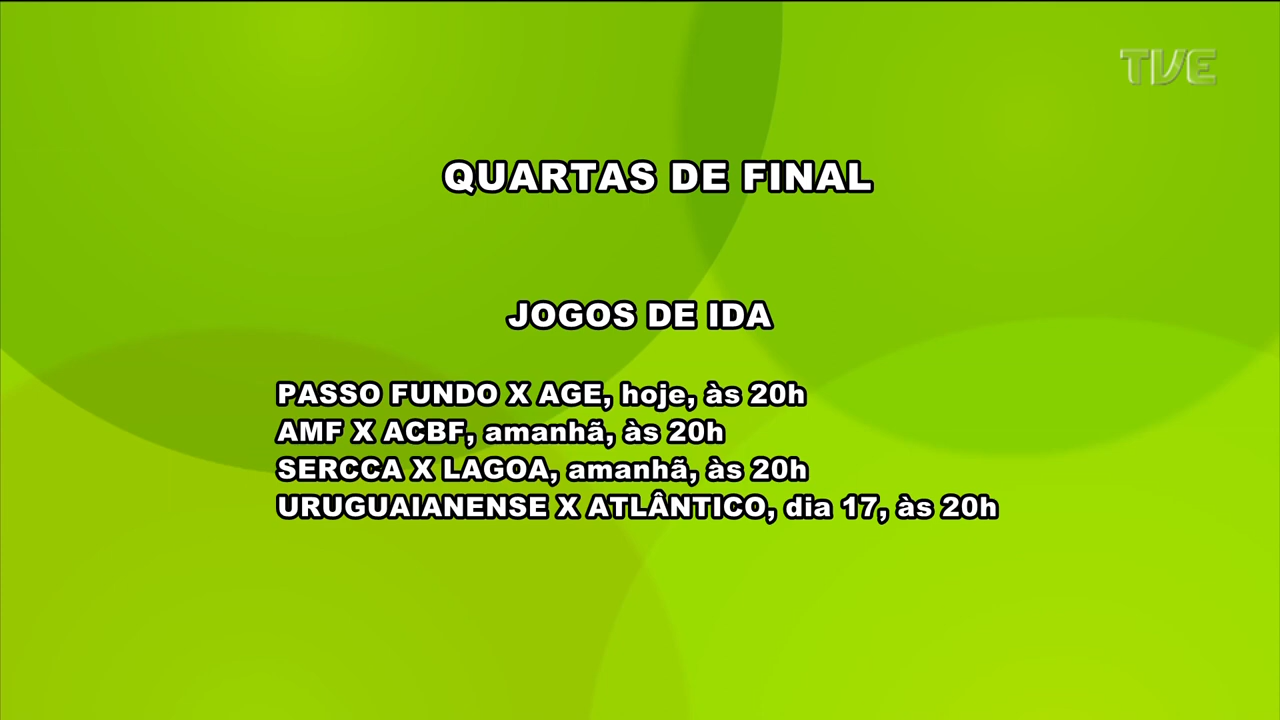 TVE
QUARTAS DE FINAL
JOGOS DE IDA
PASSO FUNDO X AGE, hoje, às 20h
AMF X ACBF, amanhã, às 20h
SERCCA X LAGOA, amanhã, às 20h
URUGUAIANENSE X ATLÂNTICO, dia 17, às 20h